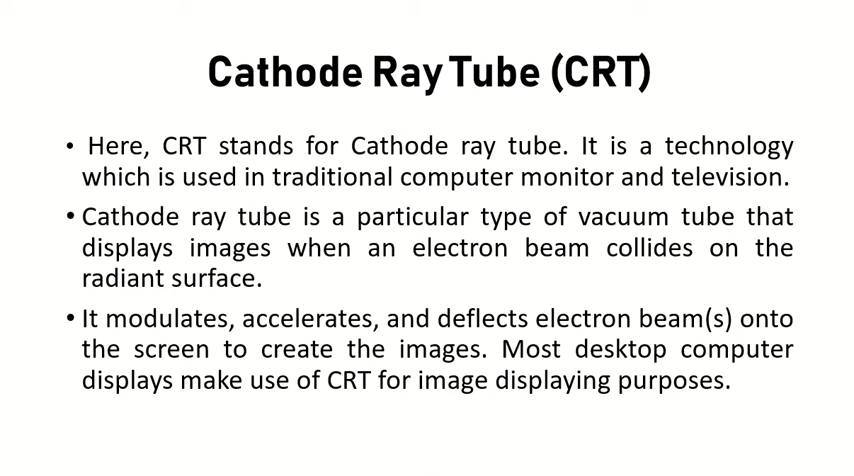 Cathode Ray Tube (CRT)
• Here, CRT stands for Cathode ray tube. It is a technology
which is used in traditional computer monitor and television.
• Cathode ray tube is a particular type of vacuum tube that
displays images when an electron beam collides on the
radiant surface.
• It modulates, accelerates, and deflects electron beam(s) onto
the screen to create the images. Most desktop computer
displays make use of CRT for image displaying purposes.